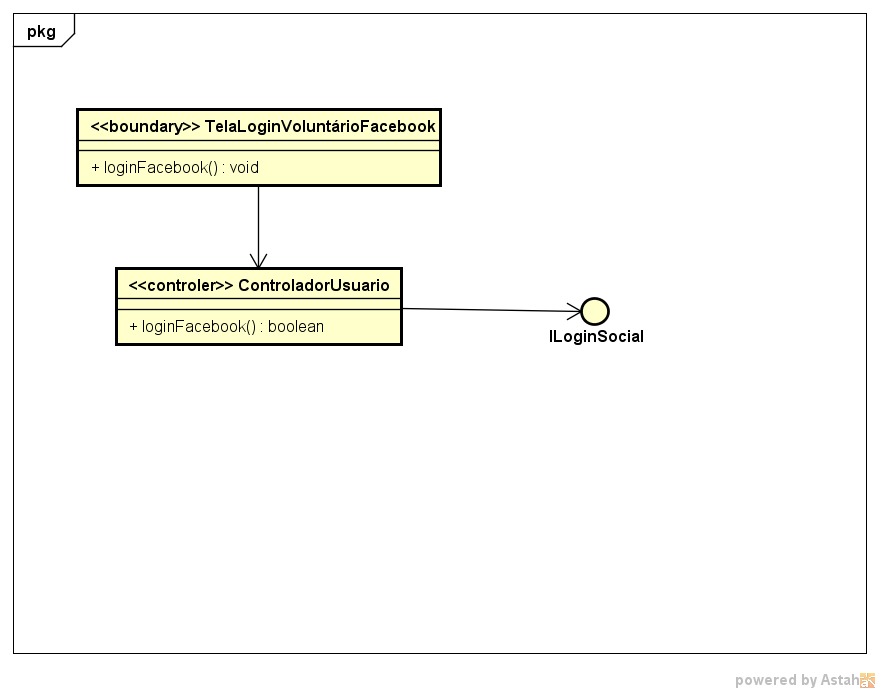 pkg
<<boundary>> TelaLoginVoluntárioFacebook
+ loginFacebook() : void
<<controler>> ControladorUsuario
+ loginFacebook() : boolean
ILoginSocial
powered by Astah